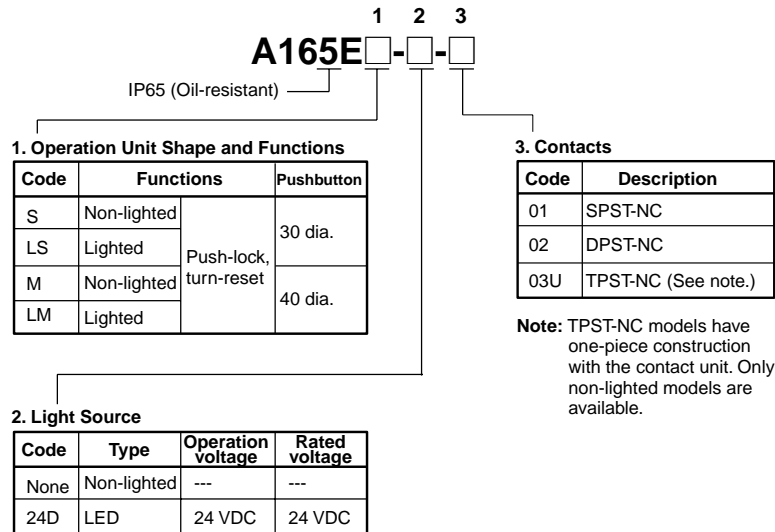 1 2 3
A165E□-□-□
IP65 (Oil-resistant)
1. Operation Unit Shape and Functions
Code Functions Pushbutton
S Non-lighted Push-lock, turn-reset 30 dia.
LS Lighted
M Non-lighted 40 dia.
LM Lighted
3. Contacts
Code Description
01 SPST-NC
02 DPST-NC
03U TPST-NC (See note.)
Note: TPST-NC models have
one-piece construction
with the contact unit. Only
non-lighted models are
available.
2. Light Source
Code Type Operation voltage Rated voltage
None Non-lighted --- ---
24D LED 24 VDC 24 VDC